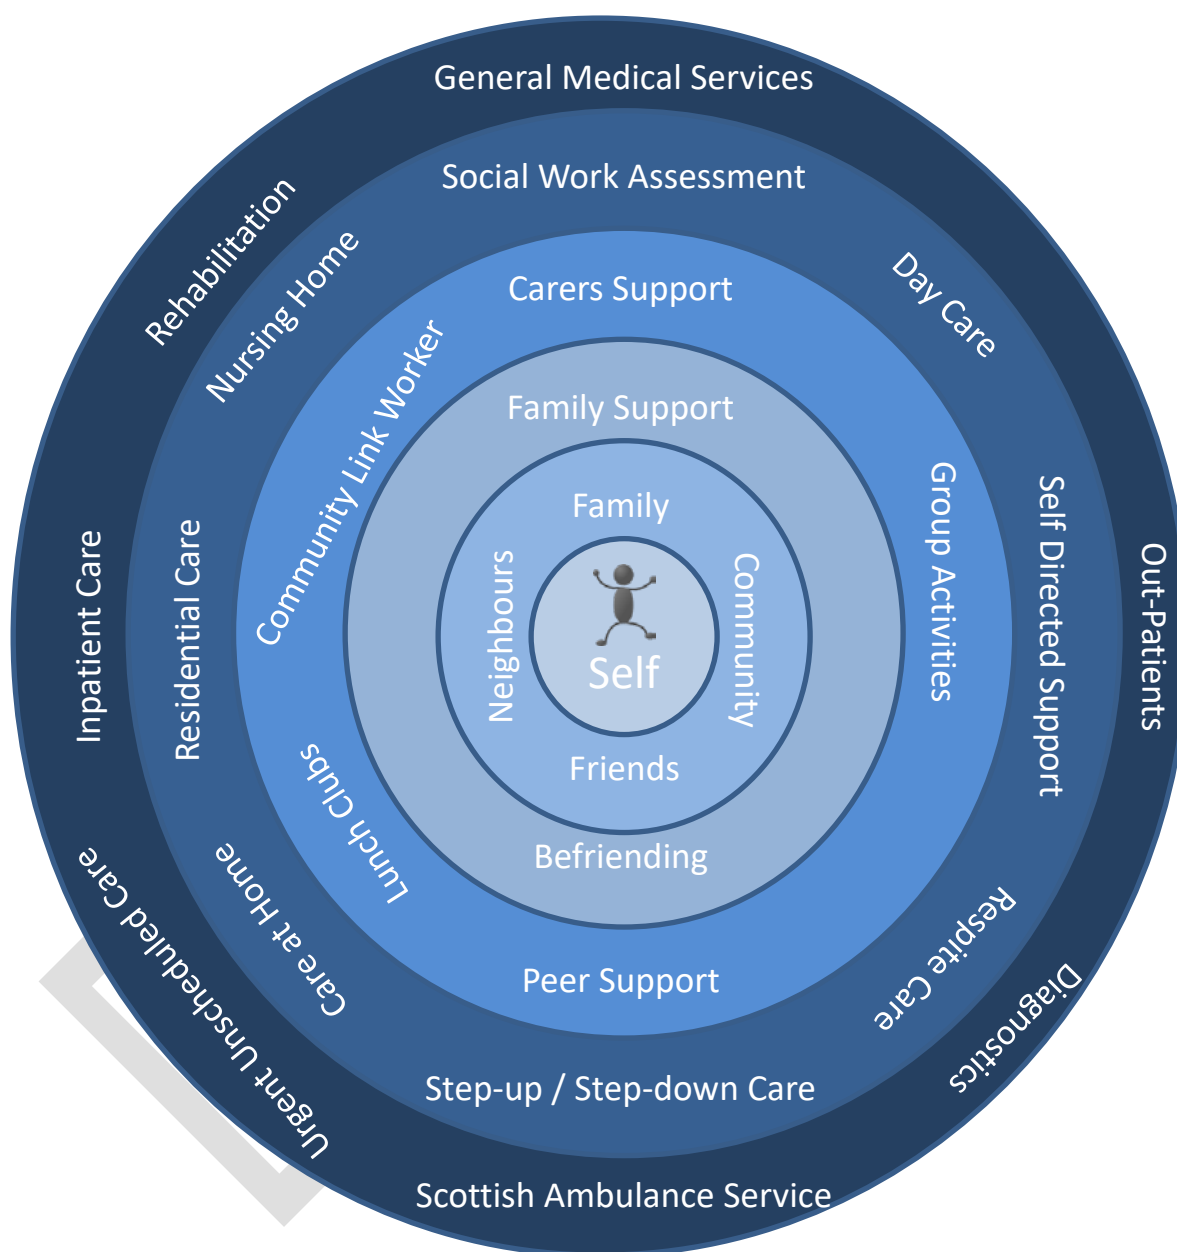 General Medical Services
Rehabilitation
Inpatient Care
Urgent Unscheduled Care
Scottish Ambulance Service
Diagnostics
Out-Patients
Social Work Assessment
Nursing Home
Residential Care
Care at Home
Step-up / Step-down Care
Respite Care
Self Directed Support
Day Care
Carers Support
Community Link Worker
Lunch Clubs
Peer Support
Group Activities
Family Support
Befriending
Family
Neighbours
Friends
Community
Self